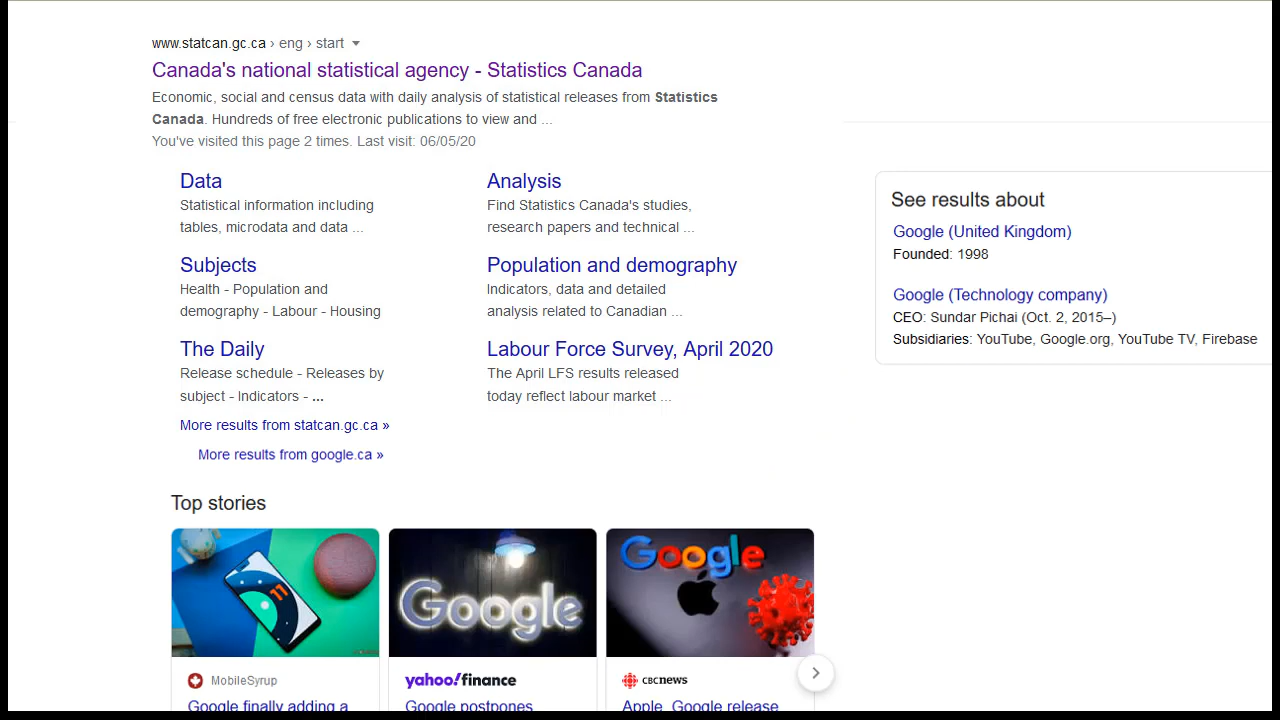 www.statcan.gc.ca › eng › start
Canada's national statistical agency - Statistics Canada
Economic, social and census data with daily analysis of statistical releases from Statistics
Canada. Hundreds of free electronic publications to view and ...
You've visited this page 2 times. Last visit: 06/05/20
Data
Statistical information including
tables, microdata and data ...
Analysis
Find Statistics Canada's studies,
research papers and technical ...
Subjects
Health - Population and
demography - Labour - Housing
Population and demography
Indicators, data and detailed
analysis related to Canadian ...
The Daily
Release schedule - Releases by
subject - Indicators - ...
Labour Force Survey, April 2020
The April LFS results released
today reflect labour market ...
More results from statcan.gc.ca »
More results from google.ca »
See results about
Google (United Kingdom)
Founded: 1998
Google (Technology company)
CEO: Sundar Pichai (Oct. 2, 2015–)
Subsidiaries: YouTube, Google.org, YouTube TV, Firebase
Top stories
11
Google
Google
MobileSyrup
yahoo!finance
CBCNEWS
Google finally adding a
Google postpones
Apple, Google release